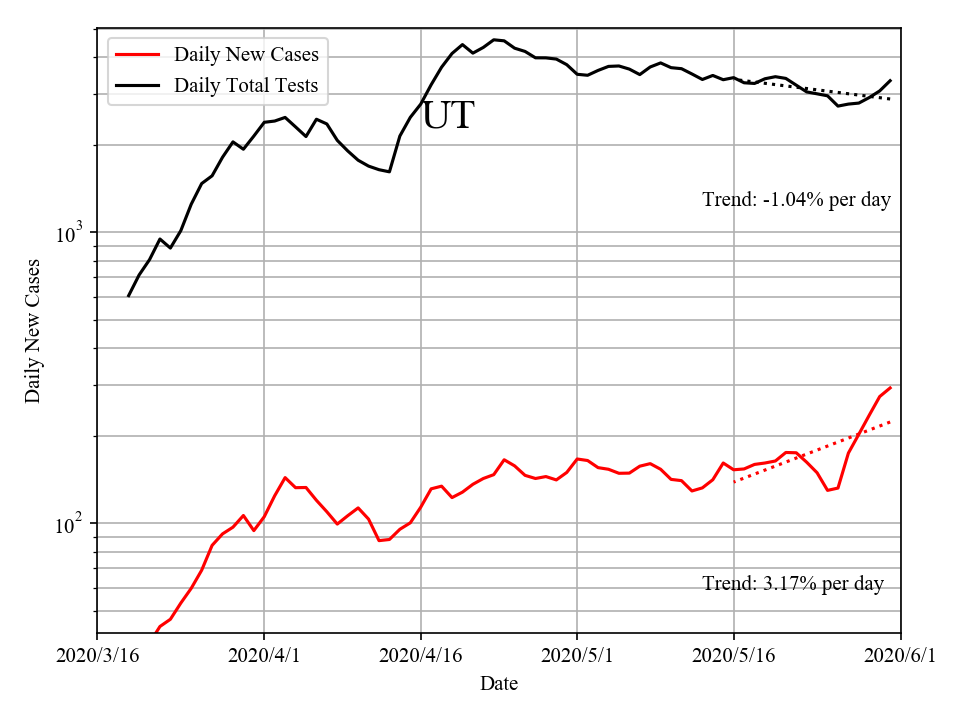 Daily New Cases
Daily Total Tests
UT
Trend: -1.04% per day
10³
Daily New Cases
10²
Trend: 3.17% per day
2020/3/16
2020/4/1
2020/4/16
2020/5/1
2020/5/16
2020/6/1
Date